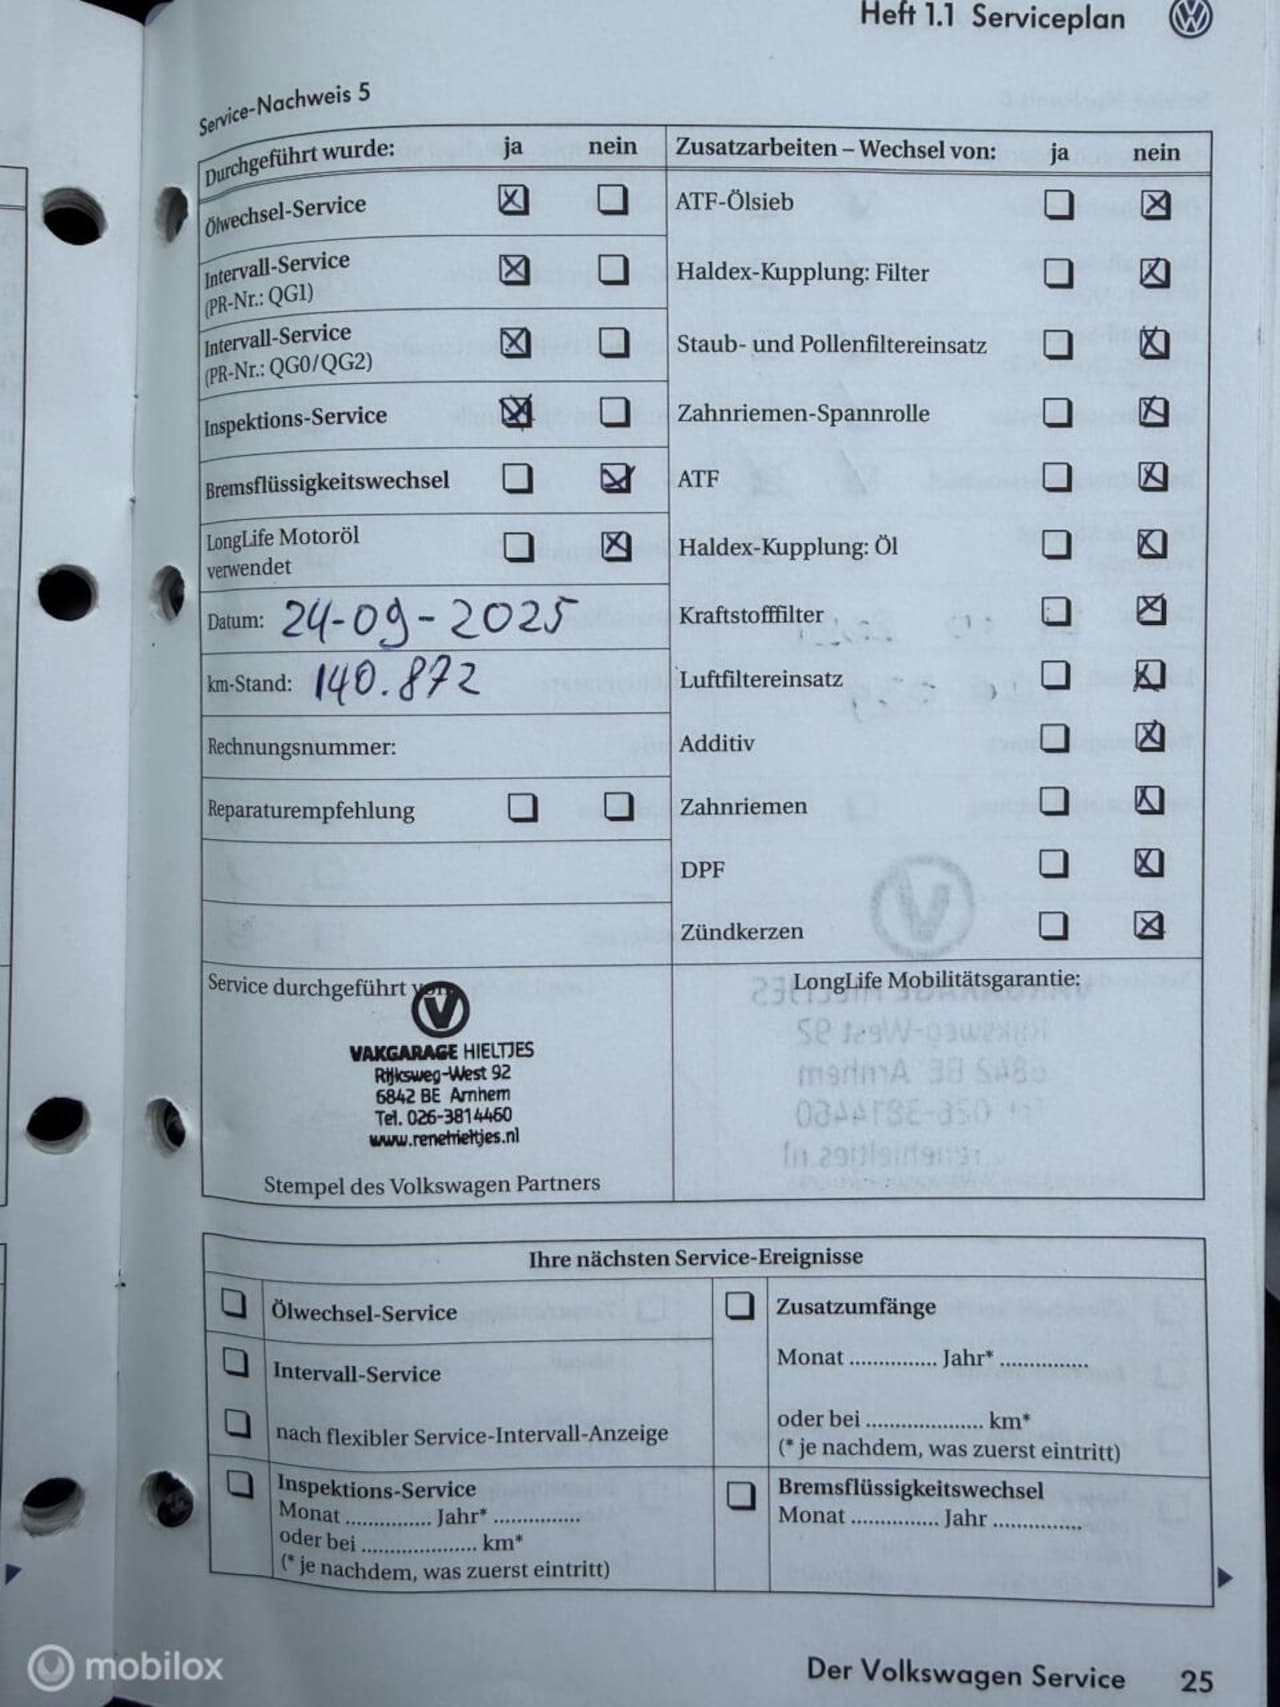 Heft 1.1 Serviceplan
Service-Nachweis 5
Durchgeführt wurde: ja nein
Ölwechsel-Service
Intervall-Service
(PR-Nr.: QG1)
Intervall-Service
(PR-Nr.: QG0/QG2)
Inspektions-Service
Bremsflüssigkeitswechsel
LongLife Motoröl
verwendet
Datum: 24-09-2025
km-Stand: 140.872
Rechnungsnummer:
Reparaturempfehlung
Zusatzarbeiten – Wechsel von: ja nein
ATF-Ölsieb
Haldex-Kupplung: Filter
Staub- und Pollenfiltereinsatz
Zahnriemen-Spannrolle
ATF
Haldex-Kupplung: Öl
Kraftstofffilter
Luftfiltereinsatz
Additiv
Zahnriemen
DPF
Zündkerzen
Service durchgeführt von:
VAKGARAGE HIELTJES
Rijksweg-West 92
6842 BE Arnhem
Tel. 026-3814460
www.renehieltjes.nl
Stempel des Volkswagen Partners
LongLife Mobilitätsgarantie:
Ihre nächsten Service-Ereignisse
Ölwechsel-Service
Intervall-Service
nach flexibler Service-Intervall-Anzeige
Inspektions-Service
Monat ............... Jahr* ...............
oder bei .................... km*
(* je nachdem, was zuerst eintritt)
Zusatzumfänge
Monat ............... Jahr* ...............
oder bei .................... km*
(* je nachdem, was zuerst eintritt)
Bremsflüssigkeitswechsel
Monat ............... Jahr ...............
Der Volkswagen Service 25
mobilox